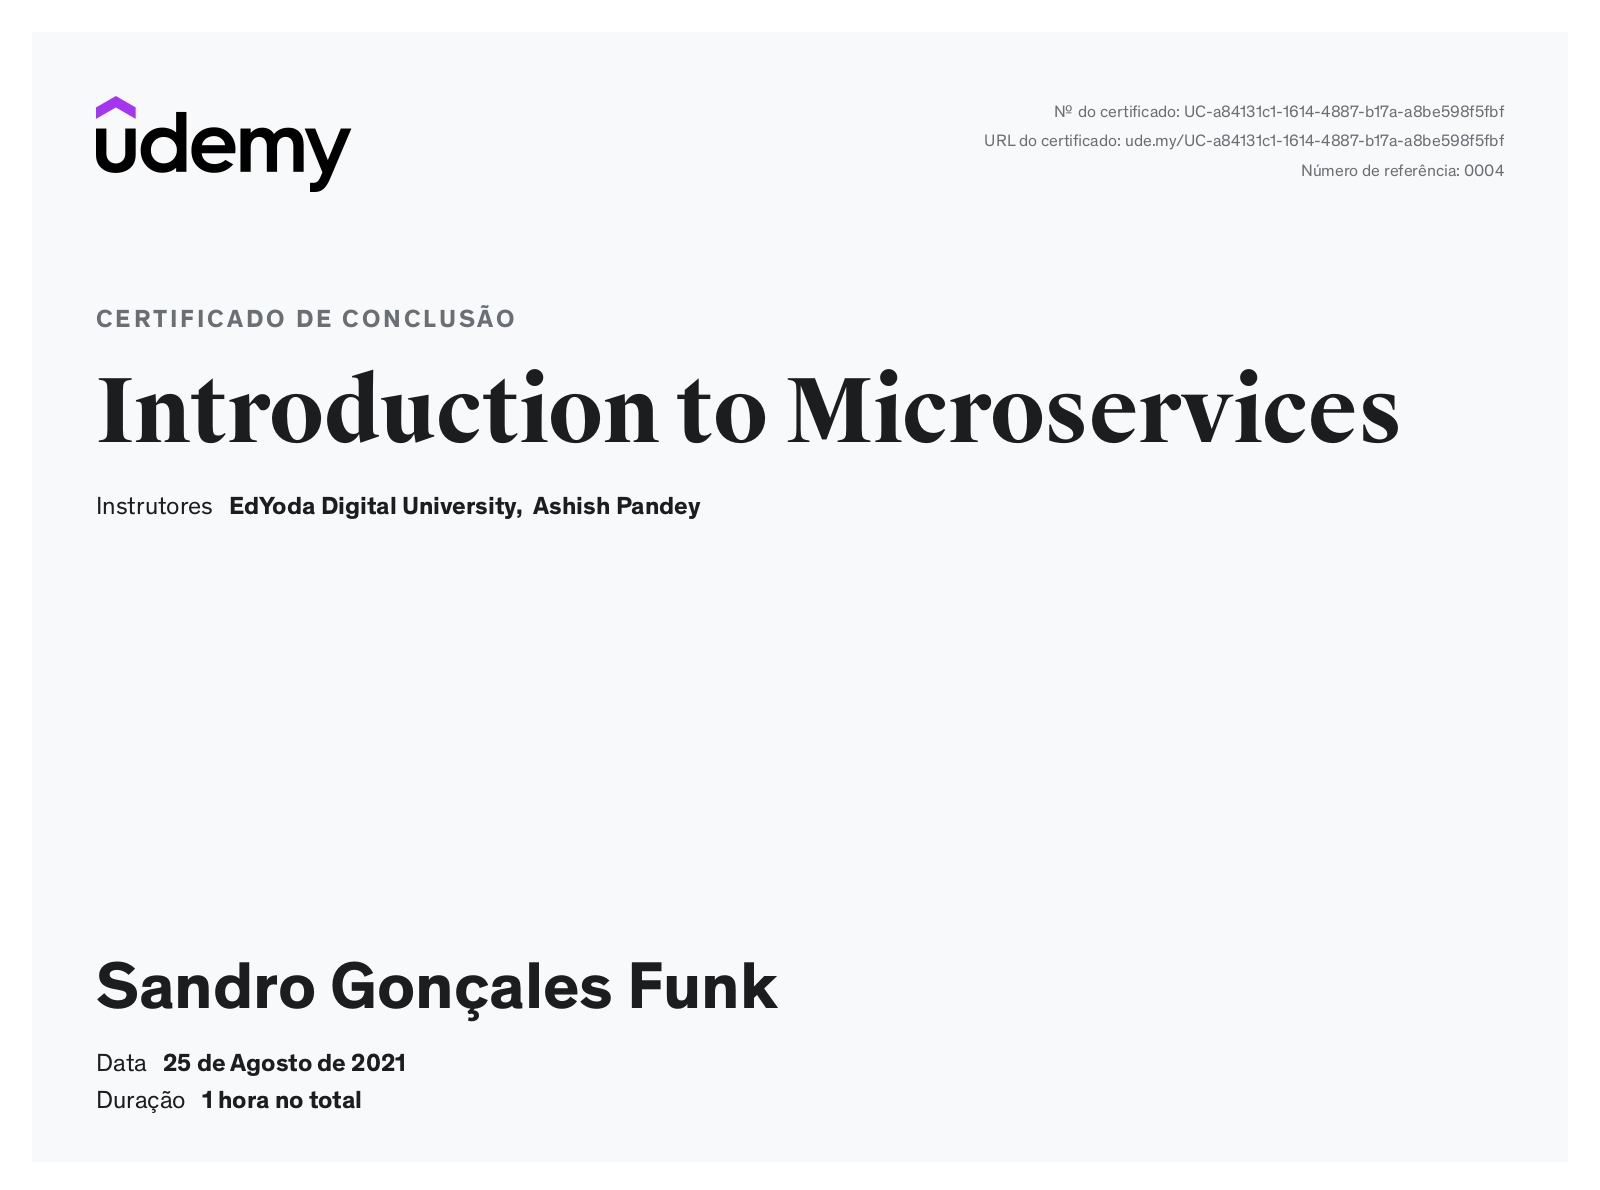 udemy
Nº do certificado: UC-a84131c1-1614-4887-b17a-a8be598f5fbf
URL do certificado: ude.my/UC-a84131c1-1614-4887-b17a-a8be598f5fbf
Número de referência: 0004
CERTIFICADO DE CONCLUSÃO
Introduction to Microservices
Instrutores EdYoda Digital University, Ashish Pandey
Sandro Gonçales Funk
Data 25 de Agosto de 2021
Duração 1 hora no total